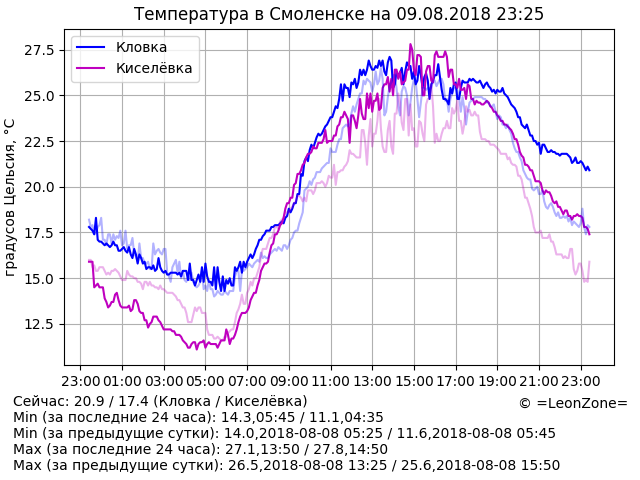 Температура в Смоленске на 09.08.2018 23:25
Кловка
Киселёвка
градусов Цельсия, °C
27.5
25.0
22.5
20.0
17.5
15.0
12.5
23:00 01:00 03:00 05:00 07:00 09:00 11:00 13:00 15:00 17:00 19:00 21:00 23:00
Сейчас: 20.9 / 17.4 (Кловка / Киселёвка)
© =LeonZone=
Min (за последние 24 часа): 14.3,05:45 / 11.1,04:35
Min (за предыдущие сутки): 14.0,2018-08-08 05:25 / 11.6,2018-08-08 05:45
Max (за последние 24 часа): 27.1,13:50 / 27.8,14:50
Max (за предыдущие сутки): 26.5,2018-08-08 13:25 / 25.6,2018-08-08 15:50